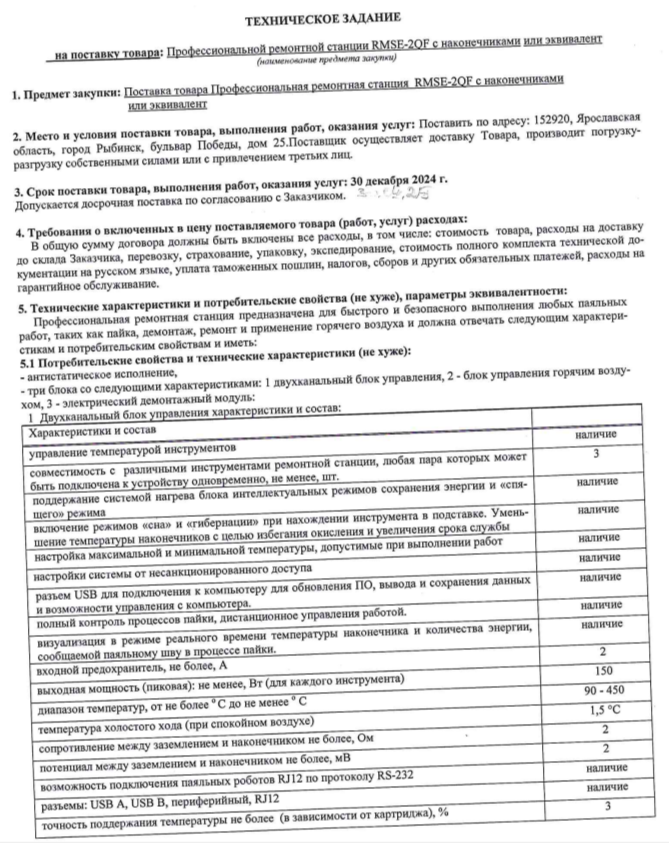 ТЕХНИЧЕСКОЕ ЗАДАНИЕ
на поставку товара: Профессиональной ремонтной станции RMSE-2QF с наконечниками или эквивалент
(наименование предмета закупки)
1. Предмет закупки: Поставка товара Профессиональная ремонтная станция RMSE-2QF с наконечниками
или эквивалент
2. Место и условия поставки товара, выполнения работ, оказания услуг: Поставить по адресу: 152920, Ярославская
область, город Рыбинск, бульвар Победы, дом 25.Поставщик осуществляет доставку Товара, производит погрузку-
разгрузку собственными силами или с привлечением третьих лиц.
3. Срок поставки товара, выполнения работ, оказания услуг: 30 декабря 2024 г.
Допускается досрочная поставка по согласованию с Заказчиком.
4. Требования о включенных в цену поставляемого товара (работ, услуг) расходах:
В общую сумму договора должны быть включены все расходы, в том числе: стоимость товара, расходы на доставку
до склада Заказчика, перевозку, страхование, упаковку, экспедирование, стоимость полного комплекта технической до-
кументации на русском языке, уплата таможенных пошлин, налогов, сборов и других обязательных платежей, расходы на
гарантийное обслуживание.
5. Технические характеристики и потребительские свойства (не хуже), параметры эквивалентности:
Профессиональная ремонтная станция предназначена для быстрого и безопасного выполнения любых паяльных
работ, таких как пайка, демонтаж, ремонт и применение горячего воздуха и должна отвечать следующим характери-
стикам и потребительским свойствам и иметь:
5.1 Потребительские свойства и технические характеристики (не хуже):
- антистатическое исполнение,
- три блока со следующими характеристиками: 1 двухканальный блок управления, 2 - блок управления горячим возду-
хом, 3 - электрический демонтажный модуль:
1 Двухканальный блок управления характеристики и состав:
Характеристики и состав
управление температурой инструментов наличие
совместимость с различными инструментами ремонтной станции, любая пара которых может 3
быть подключена к устройству одновременно, не менее, шт.
поддержание системой нагрева блока интеллектуальных режимов сохранения энергии и «спя- наличие
щего» режима
включение режимов «сна» и «гибернации» при нахождении инструмента в подставке. Умень- наличие
шение температуры наконечников с целью избегания окисления и увеличения срока службы
настройка максимальной и минимальной температуры, допустимые при выполнении работ наличие
настройки системы от несанкционированного доступа наличие
разъем USB для подключения к компьютеру для обновления ПО, вывода и сохранения данных наличие
и возможности управления с компьютера.
полный контроль процессов пайки, дистанционное управления работой. наличие
визуализация в режиме реального времени температуры наконечника и количества энергии, наличие
сообщаемой паяльному шву в процессе пайки.
входной предохранитель, не более, А 2
выходная мощность (пиковая): не менее, Вт (для каждого инструмента) 150
диапазон температур, от не более ° С до не менее ° С 90 - 450
температура холостого хода (при спокойном воздухе) 1,5 °C
сопротивление между заземлением и наконечником не более, Ом 2
потенциал между заземлением и наконечником не более, мВ 2
возможность подключения паяльных роботов RJ12 по протоколу RS-232 наличие
разъемы: USB A, USB B, периферийный, RJ12 наличие
точность поддержания температуры не более (в зависимости от картриджа), % 3